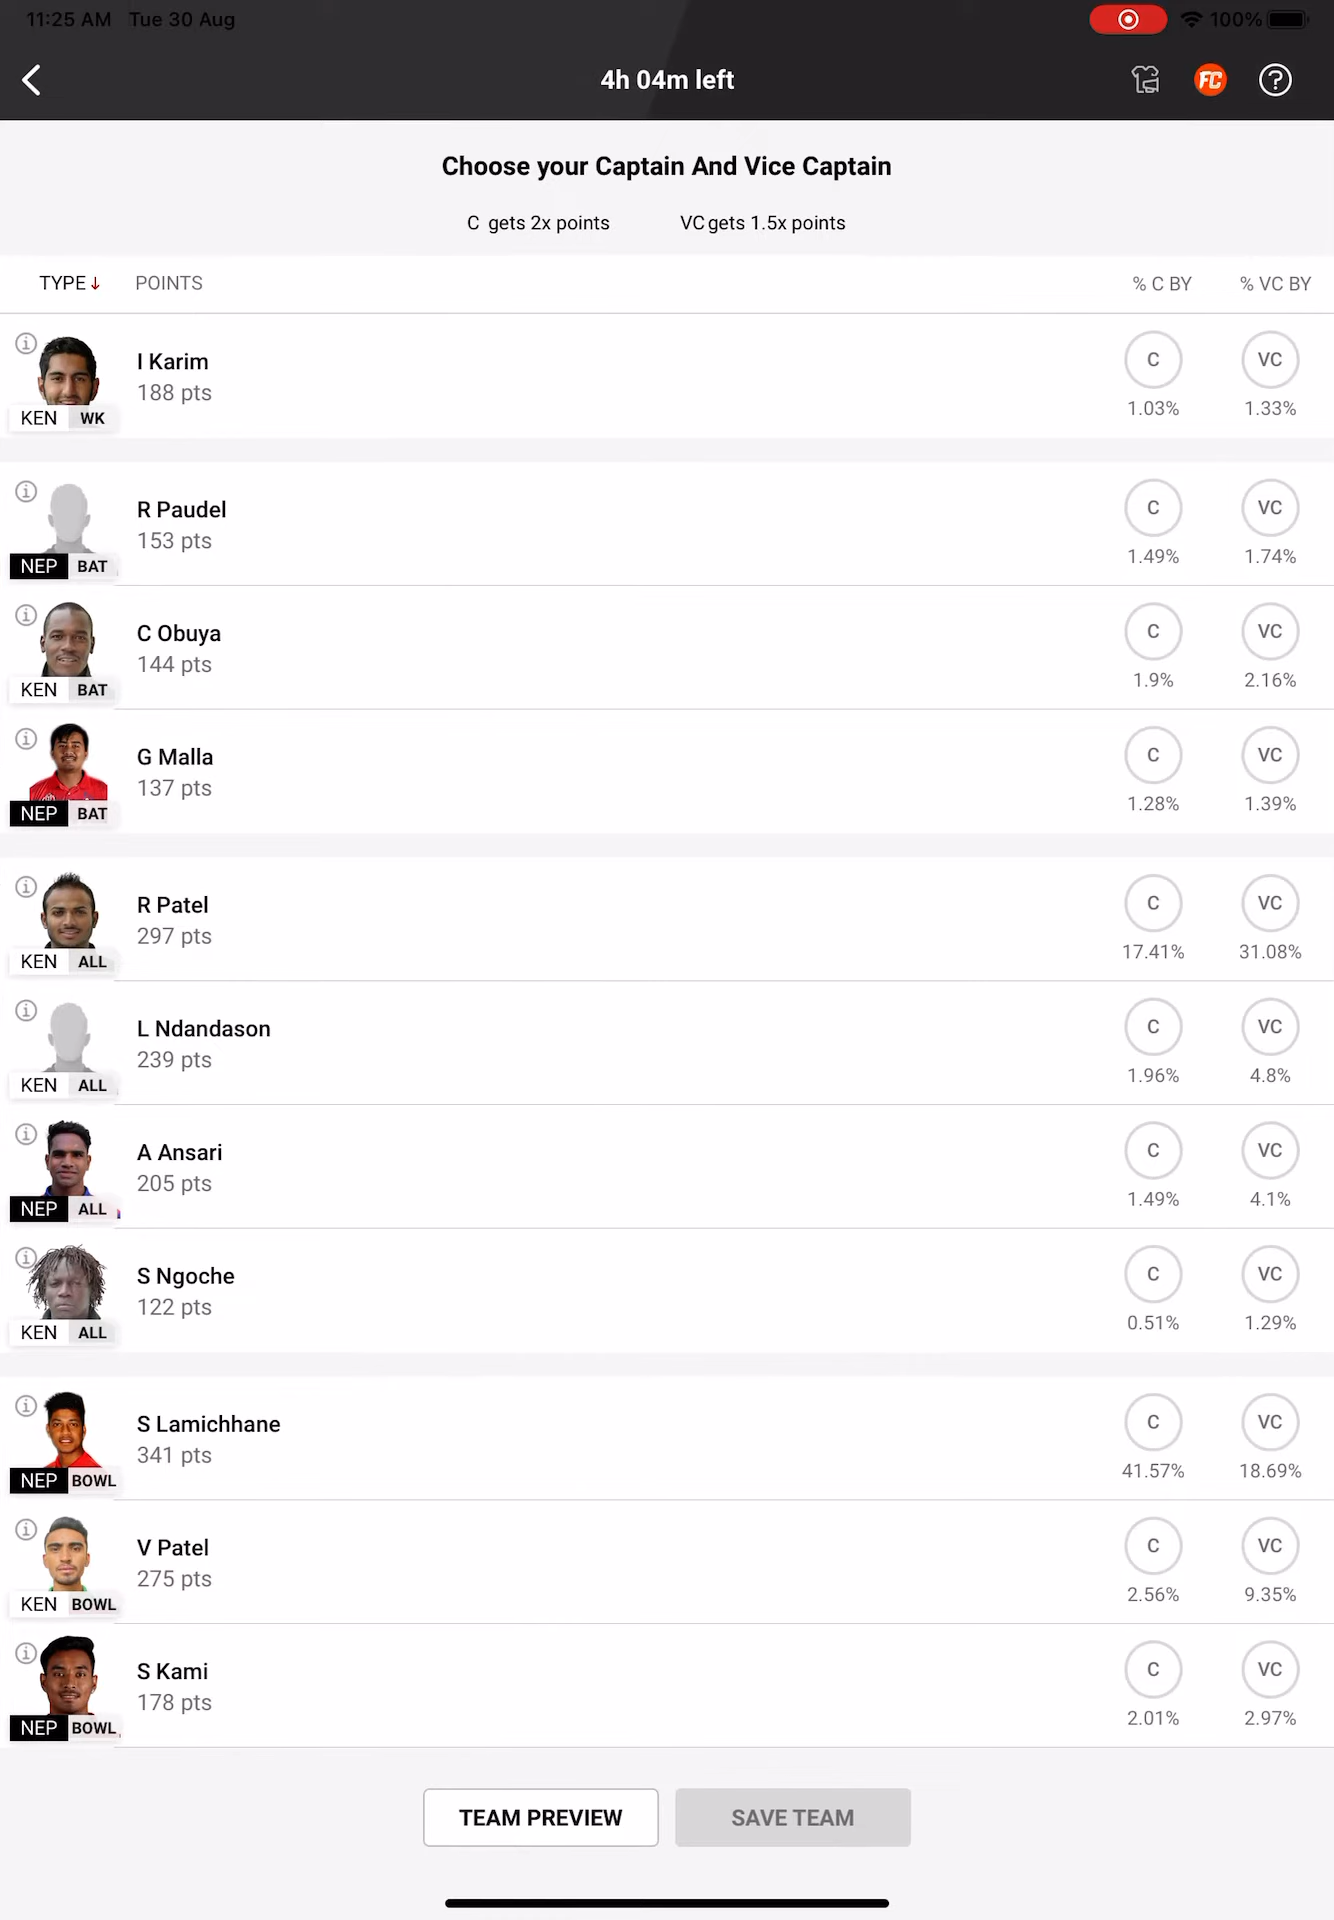 11:25 AM Tue 30 Aug 100%
4h 04m left FC ?
Choose your Captain And Vice Captain
C gets 2x points VC gets 1.5x points
TYPE↓ POINTS % C BY % VC BY
I Karim C VC
188 pts
KEN WK 1.03% 1.33%
R Paudel C VC
153 pts
NEP BAT 1.49% 1.74%
C Obuya C VC
144 pts
KEN BAT 1.9% 2.16%
G Malla C VC
137 pts
NEP BAT 1.28% 1.39%
R Patel C VC
297 pts
KEN ALL 17.41% 31.08%
L Ndandason C VC
239 pts
KEN ALL 1.96% 4.8%
A Ansari C VC
205 pts
NEP ALL 1.49% 4.1%
S Ngoche C VC
122 pts
KEN ALL 0.51% 1.29%
S Lamichhane C VC
341 pts
NEP BOWL 41.57% 18.69%
V Patel C VC
275 pts
KEN BOWL 2.56% 9.35%
S Kami C VC
178 pts
NEP BOWL 2.01% 2.97%
TEAM PREVIEW SAVE TEAM